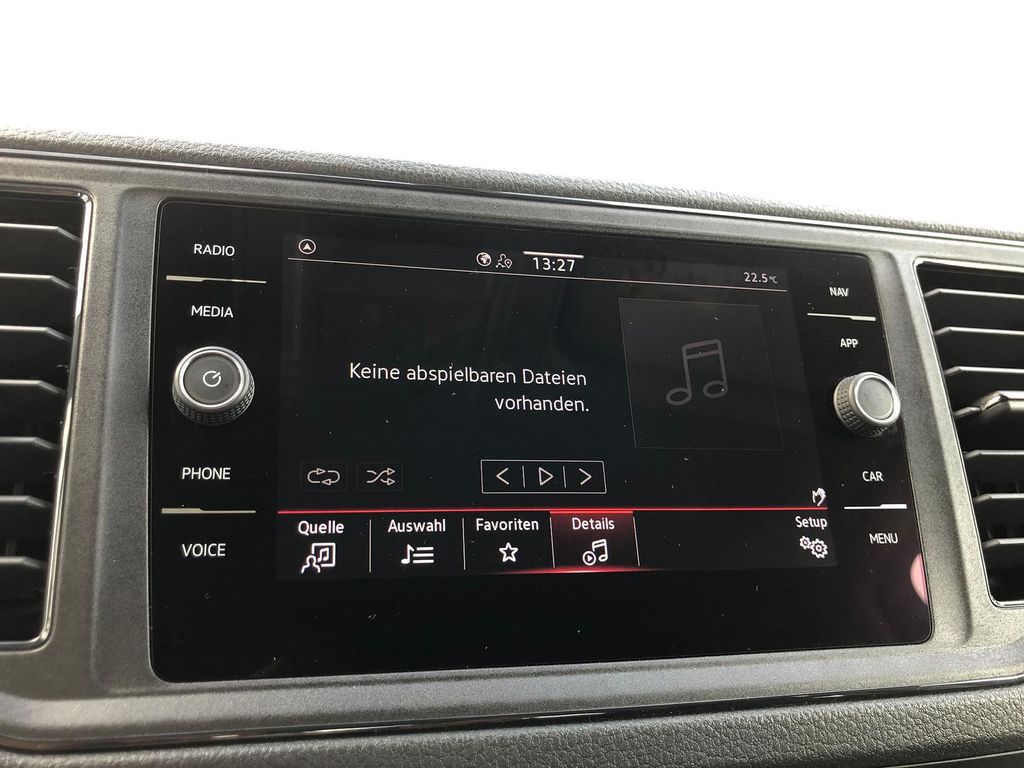 RADIO
MEDIA
PHONE
VOICE
13:27
22.5°C
Keine abspielbaren Dateien
vorhanden.
Quelle
Auswahl
Favoriten
Details
Setup
NAV
APP
CAR
MENU